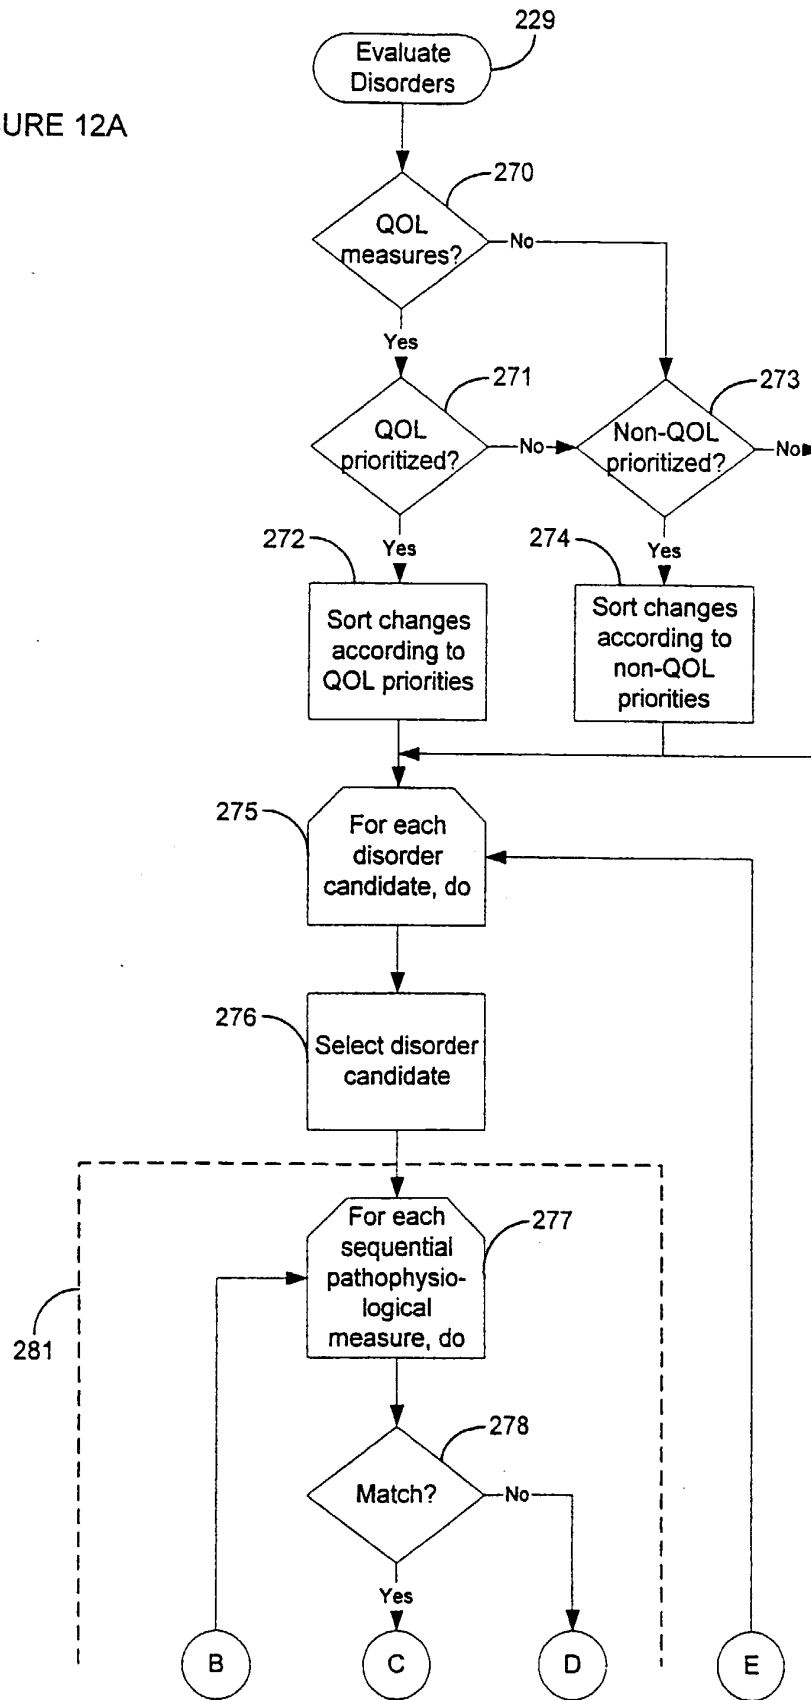 229
Evaluate
Disorders
URE 12A
270
QOL
measures?
No
Yes
271
QOL
prioritized?
No
273
Non-QOL
prioritized?
No
272
Yes
274
Yes
Sort changes
according to
QOL priorities
Sort changes
according to
non-QOL
priorities
275
For each
disorder
candidate, do
276
Select disorder
candidate
277
For each
sequential
pathophysio-
logical
measure, do
281
278
Match?
No
Yes
B
C
D
E